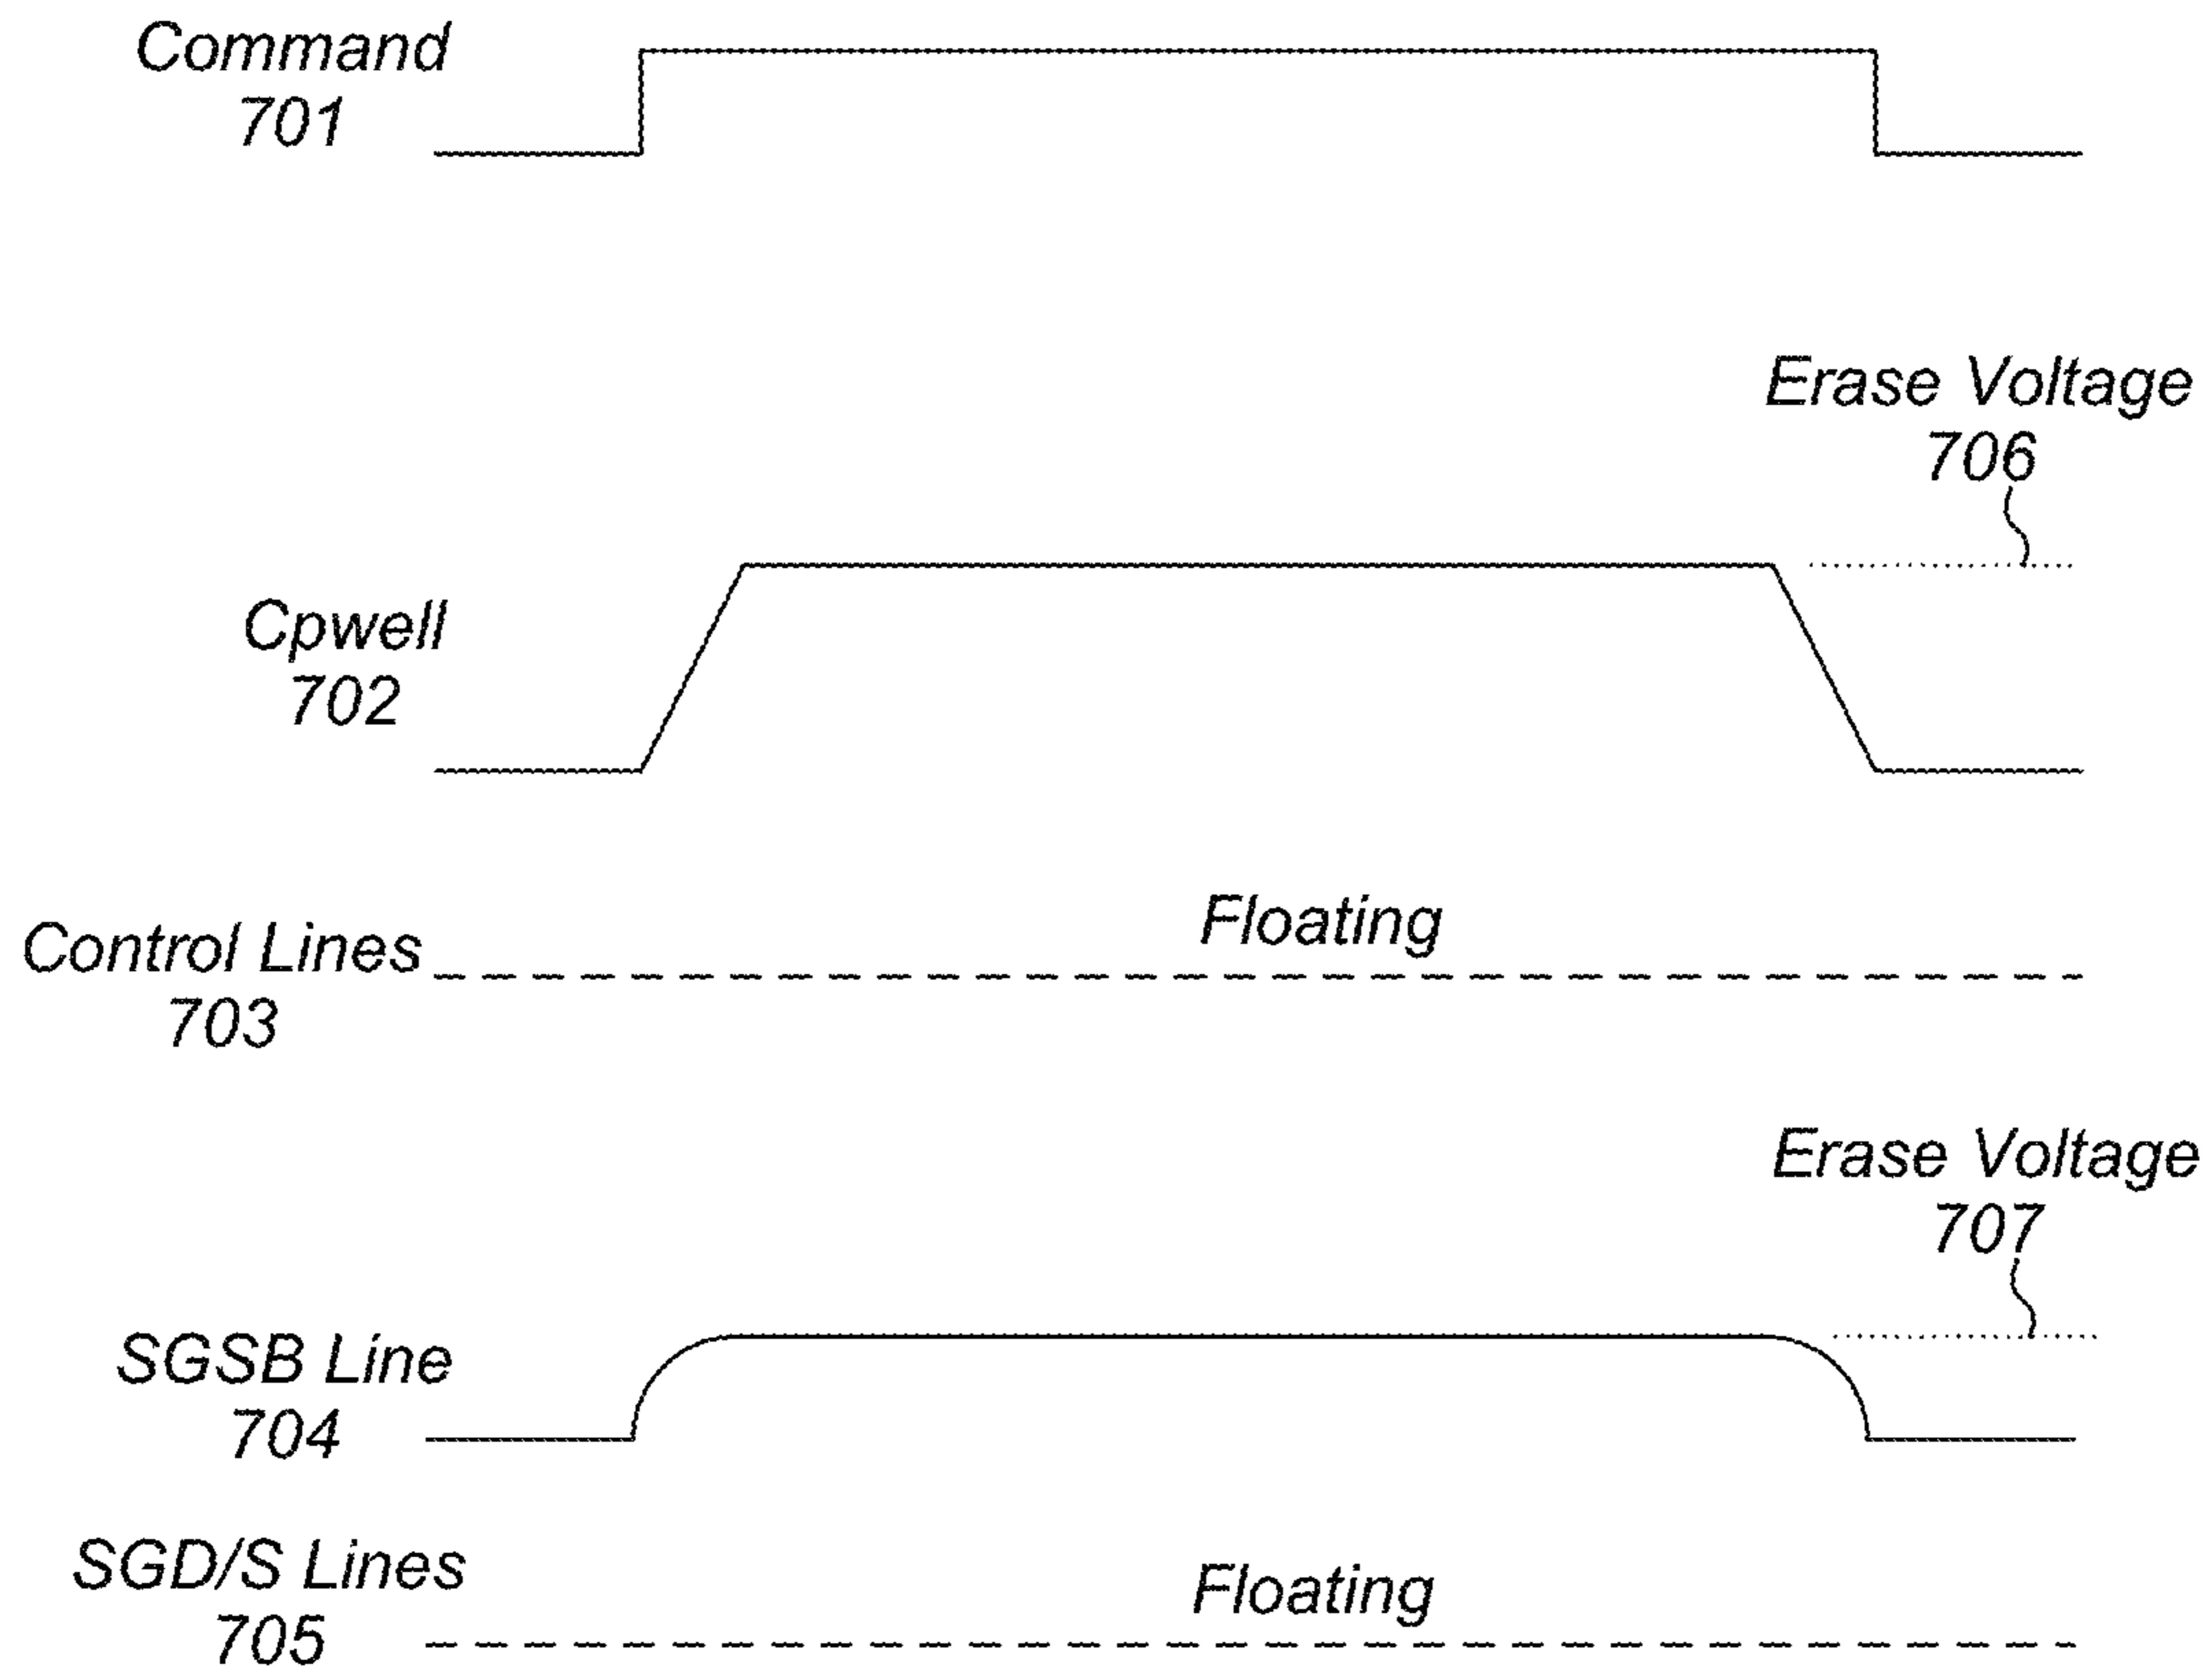 Command
701
Erase Voltage
706
Cpwell
702
Floating
Control Lines
703
Erase Voltage
707
SGSB Line
704
SGD/S Lines
705
Floating